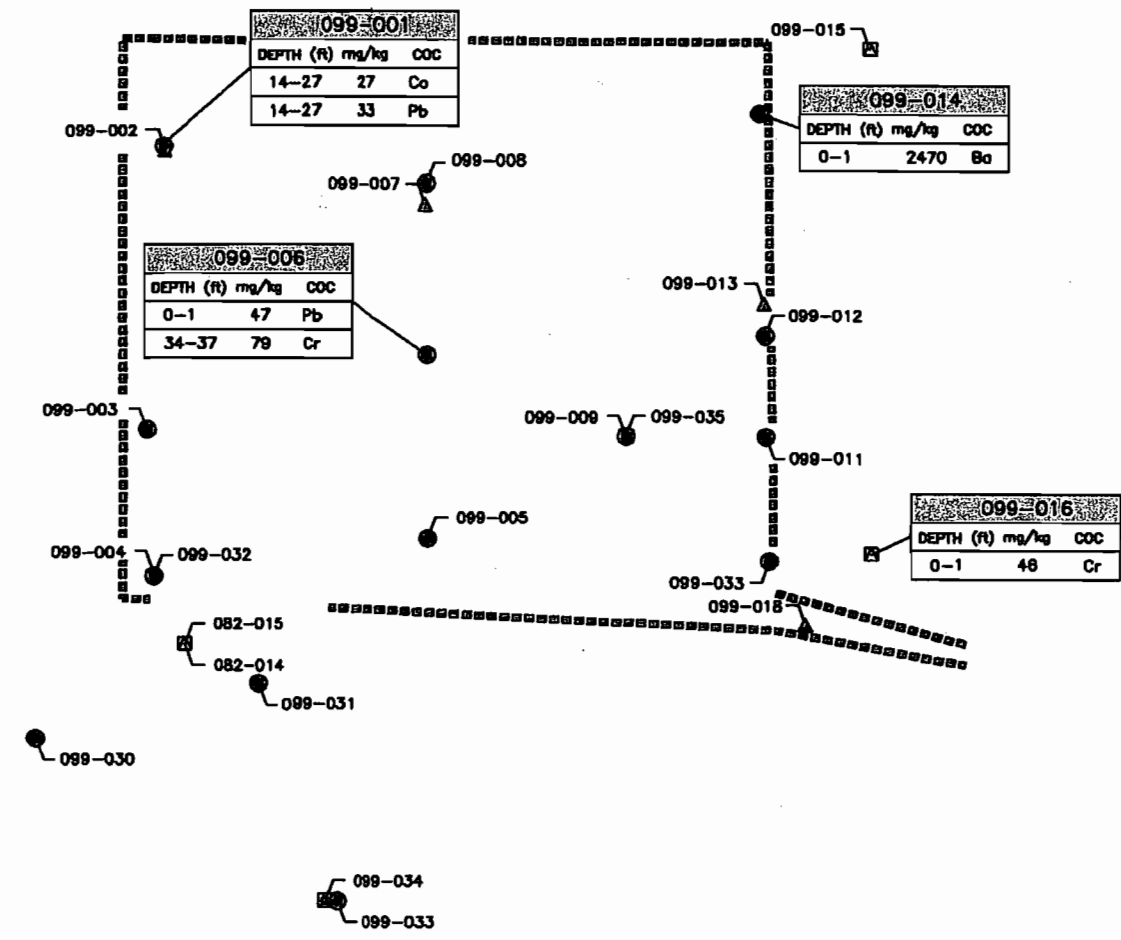 099-001
DEPTH (ft) mg/kg COC
14-27 27 Co
14-27 33 Pb
099-015
099-014
DEPTH (ft) mg/kg COC
0-1 2470 Ba
099-002
099-008
099-007
099-006
DEPTH (ft) mg/kg COC
0-1 47 Pb
34-37 79 Cr
099-013
099-012
099-003
099-009 099-035
099-011
099-016
DEPTH (ft) mg/kg COC
0-1 46 Cr
099-005
099-004 099-032
099-033
099-018
082-015
082-014
099-031
099-030
099-034
099-033